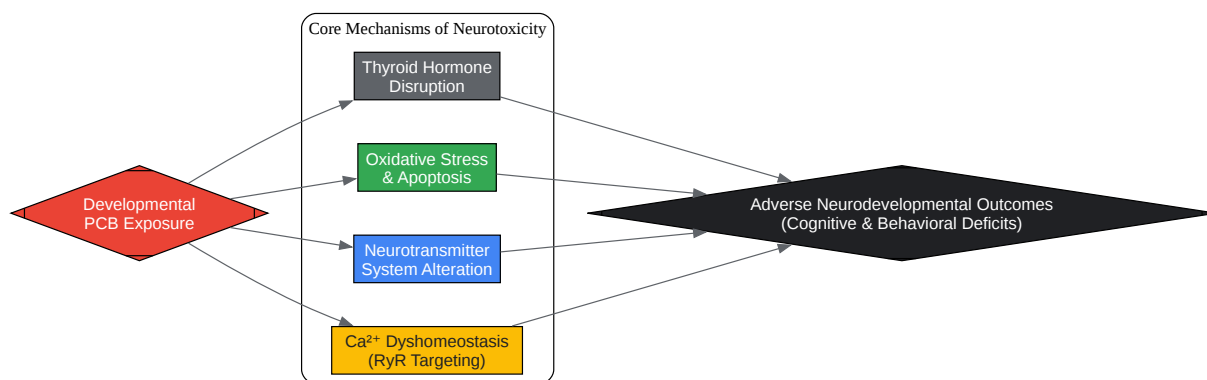 Core Mechanisms of Neurotoxicity
Thyroid Hormone
Disruption
Oxidative Stress
& Apoptosis
Developmental
PCB Exposure
Adverse Neurodevelopmental Outcomes
(Cognitive & Behavioral Deficits)
Neurotransmitter
System Alteration
Ca²⁺ Dyshomeostasis
(RyR Targeting)